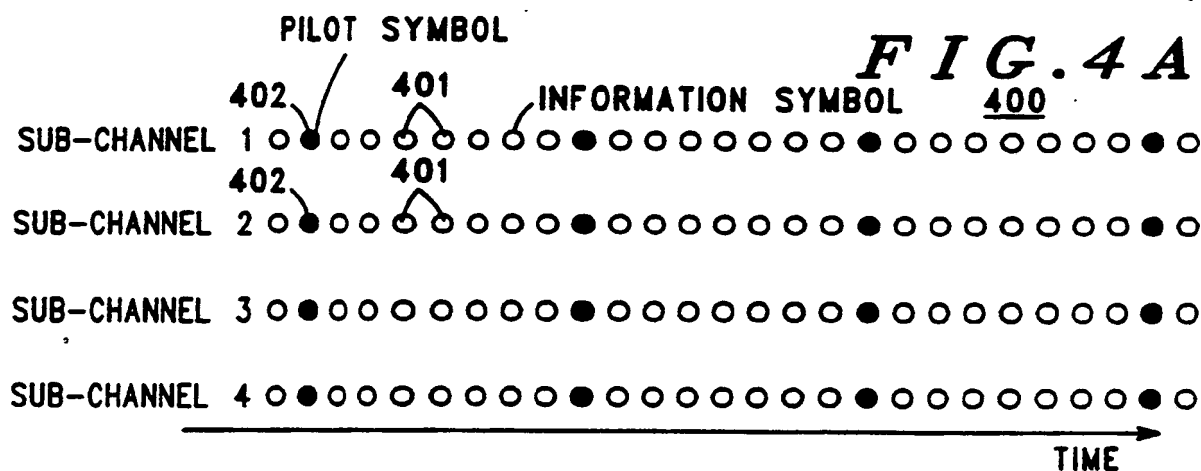 PILOT SYMBOL
FIG. 4A
402
401
INFORMATION SYMBOL
400
SUB-CHANNEL 1
402
401
SUB-CHANNEL 2
SUB-CHANNEL 3
SUB-CHANNEL 4
TIME